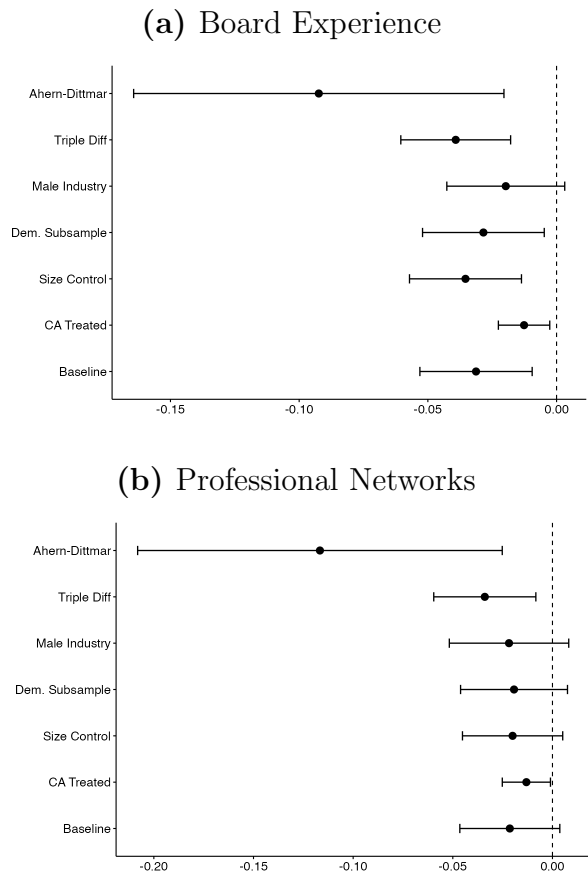 (a) Board Experience
Ahern-Dittmar
Triple Diff
Male Industry
Dem. Subsample
Size Control
CA Treated
Baseline
-0.15 -0.10 -0.05 0.00
(b) Professional Networks
Ahern-Dittmar
Triple Diff
Male Industry
Dem. Subsample
Size Control
CA Treated
Baseline
-0.20 -0.15 -0.10 -0.05 0.00